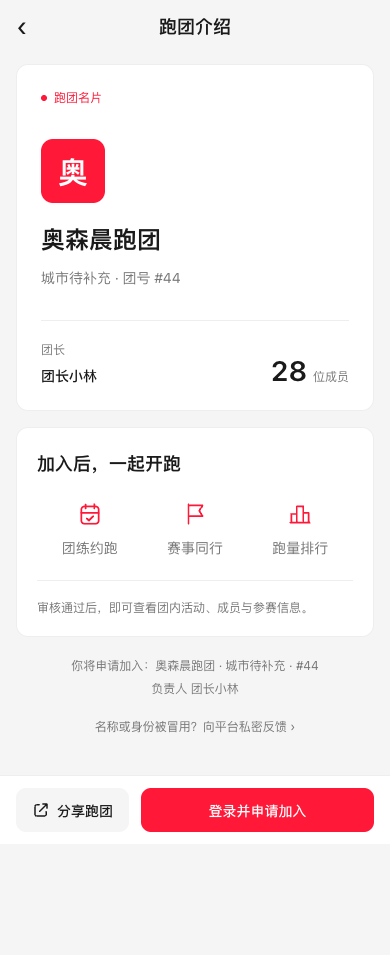 ‹ 跑团介绍
跑团名片
奥
奥森晨跑团
城市待补充 · 团号 #44
团长
团长小林
28 位成员
加入后，一起开跑
团练约跑 赛事同行 跑量排行
审核通过后，即可查看团内活动、成员与参赛信息。
你将申请加入：奥森晨跑团 · 城市待补充 · #44
负责人 团长小林
名称或身份被冒用？向平台私密反馈 ›
分享跑团 登录并申请加入